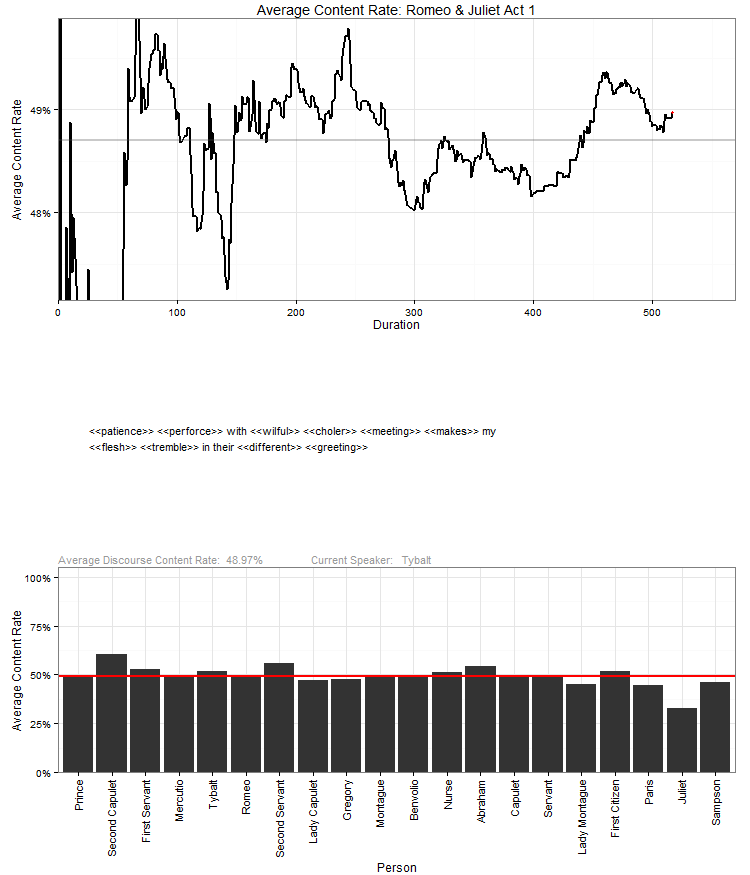 Average Content Rate: Romeo & Juliet Act 1
Average Content Rate
49%
48%
0 100 200 300 400 500
Duration
<<patience>> <<perforce>> with <<wilful>> <<choler>> <<meeting>> <<makes>> my
<<flesh>> <<tremble>> in their <<different>> <<greeting>>
Average Discourse Content Rate: 48.97% Current Speaker: Tybalt
Average Content Rate
100%
75%
50%
25%
0%
Prince
Second Capulet
First Servant
Mercutio
Tybalt
Romeo
Second Servant
Lady Capulet
Gregory
Montague
Benvolio
Nurse
Abraham
Capulet
Servant
Lady Montague
First Citizen
Paris
Juliet
Sampson
Person